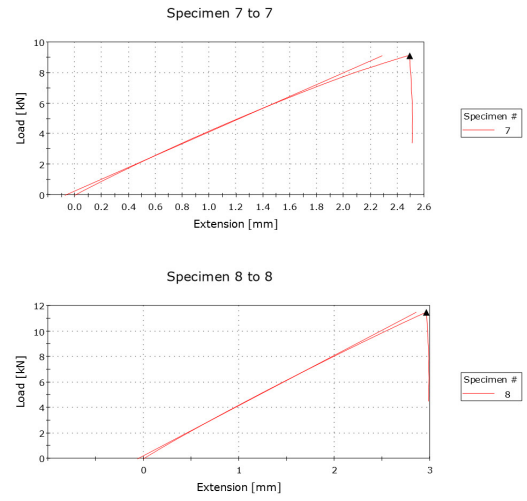 Specimen 7 to 7
10
8
6
4
2
0
Load [kN]
0.0 0.2 0.4 0.6 0.8 1.0 1.2 1.4 1.6 1.8 2.0 2.2 2.4 2.6
Extension [mm]
Specimen #
7
Specimen 8 to 8
12
10
8
6
4
2
0
Load [kN]
0 1 2 3
Extension [mm]
Specimen #
8